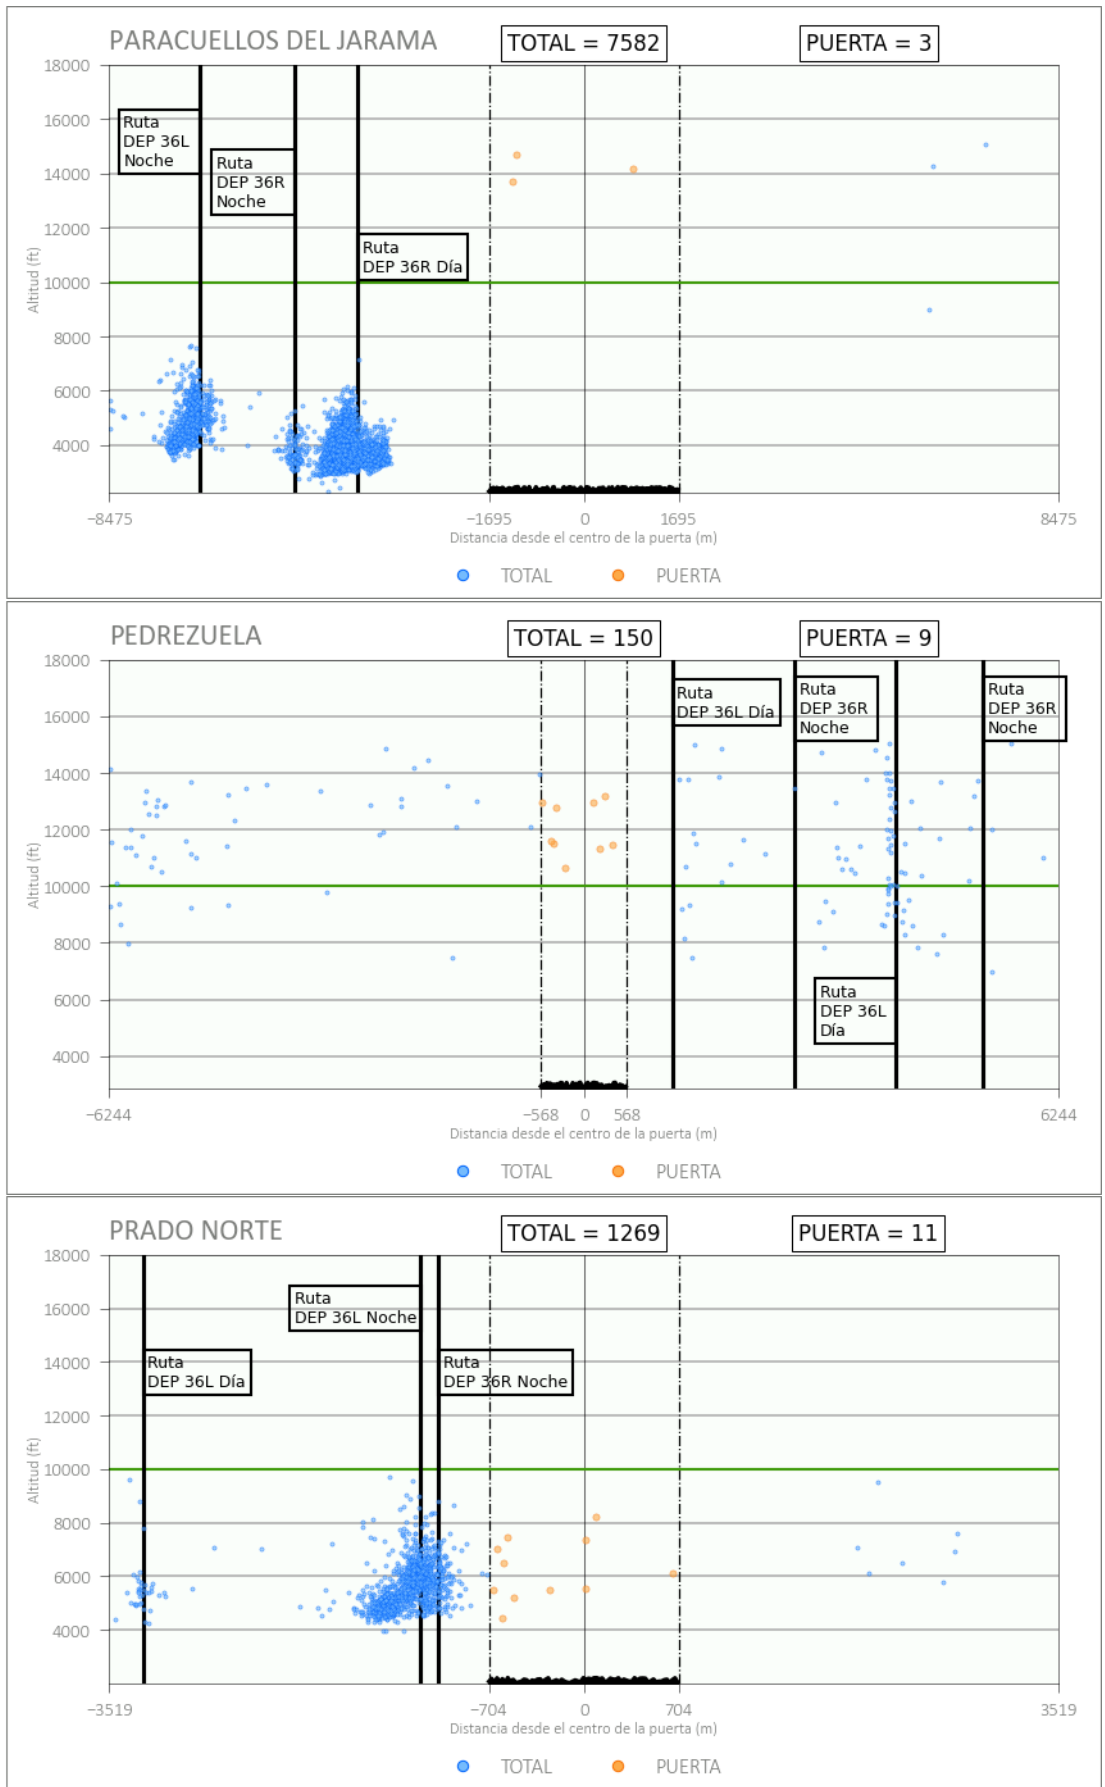 PARACUELLOS DEL JARAMA
TOTAL = 7582
PUERTA = 3
18000
16000
14000
12000
10000
8000
6000
4000
Altitud (ft)
Ruta
DEP 36L
Noche
Ruta
DEP 36R
Noche
Ruta
DEP 36R Día
−8475
−1695
0
1695
8475
Distancia desde el centro de la puerta (m)
TOTAL
PUERTA
PEDREZUELA
TOTAL = 150
PUERTA = 9
18000
16000
14000
12000
10000
8000
6000
4000
Altitud (ft)
Ruta
DEP 36L Día
Ruta
DEP 36R
Noche
Ruta
DEP 36R
Noche
Ruta
DEP 36L
Día
−6244
−568
0
568
6244
Distancia desde el centro de la puerta (m)
TOTAL
PUERTA
PRADO NORTE
TOTAL = 1269
PUERTA = 11
18000
16000
14000
12000
10000
8000
6000
4000
Altitud (ft)
Ruta
DEP 36L Noche
Ruta
DEP 36L Día
Ruta
DEP 36R Noche
−3519
−704
0
704
3519
Distancia desde el centro de la puerta (m)
TOTAL
PUERTA